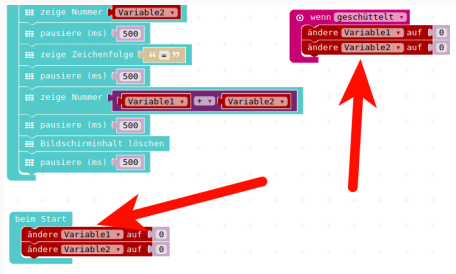 zeige Nummer Variable2
pausiere (ms) 500
zeige Zeichenfolge “ = ”
pausiere (ms) 500
zeige Nummer Variable1 + Variable2
pausiere (ms) 500
Bildschirminhalt löschen
pausiere (ms) 500
wenn geschüttelt
ändere Variable1 auf 0
ändere Variable2 auf 0
beim Start
ändere Variable1 auf 0
ändere Variable2 auf 0